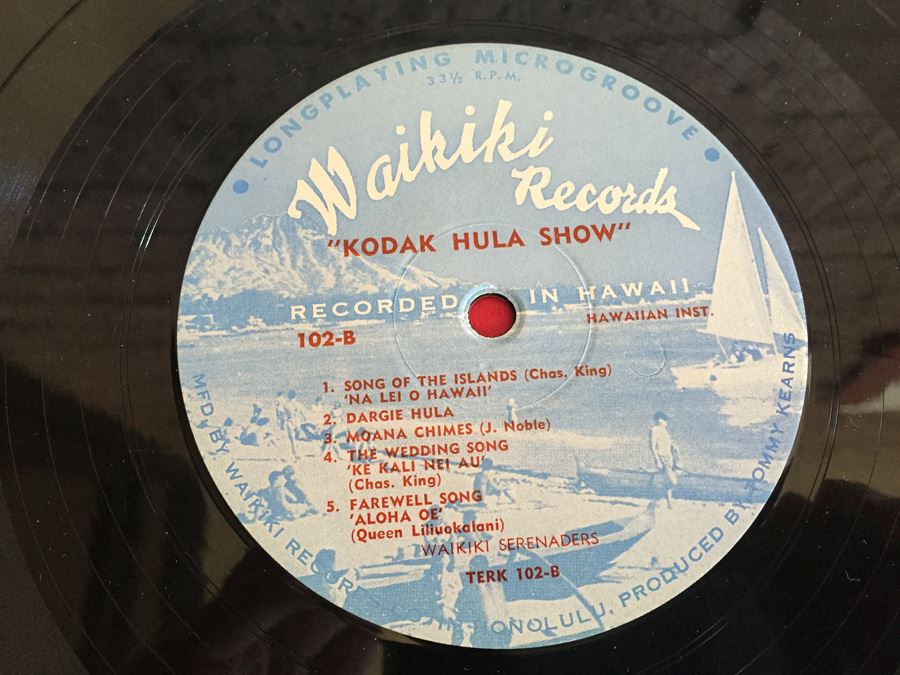 LONGPLAYING MICROGROOVE
33⅓ R.P.M.
Waikiki
Records
"KODAK HULA SHOW"
RECORDED IN HAWAII
HAWAIIAN INST.
102-B
1. SONG OF THE ISLANDS (Chas. King)
'NA LEI O HAWAII'
2. DARGIE HULA
3. MOANA CHIMES (J. Noble)
4. THE WEDDING SONG
'KE KALI NEI AU'
(Chas. King)
5. FAREWELL SONG
'ALOHA OE'
(Queen Liliuokalani)
WAIKIKI SERENADERS
TERK 102-B
MFD. BY WAIKIKI RECOR IN HONOLULU, PRODUCED BY TOMMY KEARNS